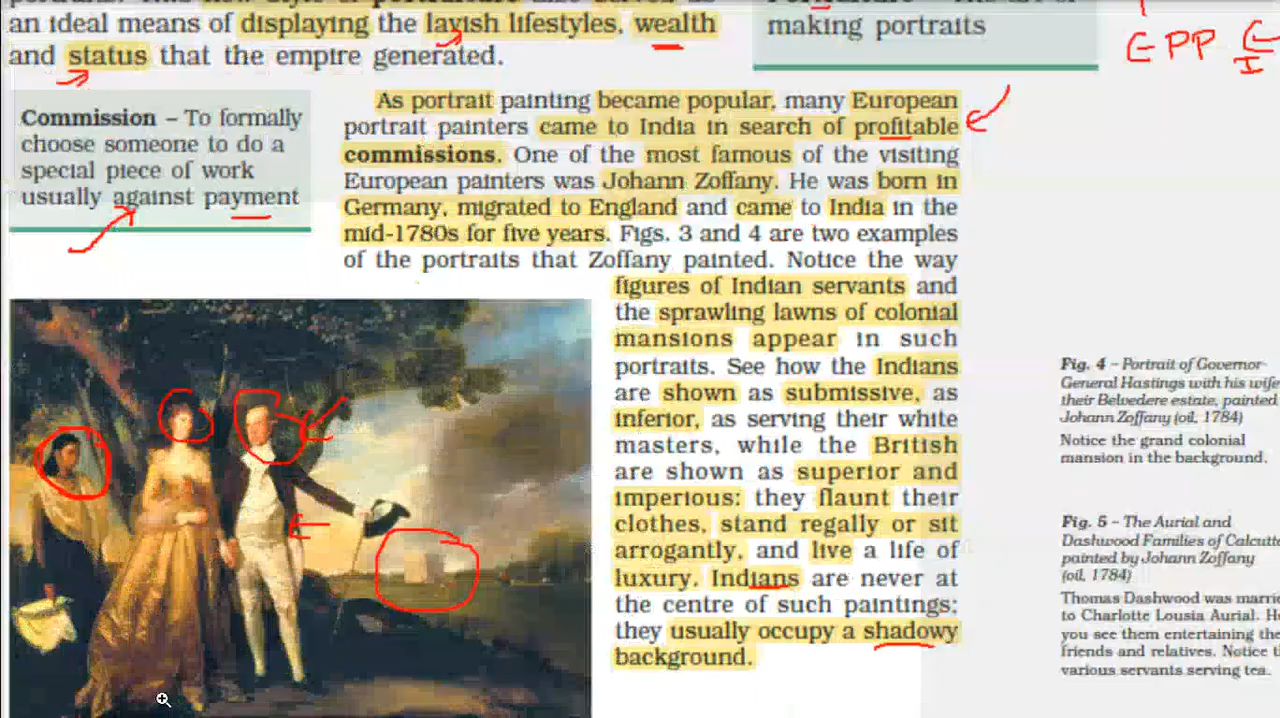 an ideal means of displaying the lavish lifestyles, wealth
and status that the empire generated.
making portraits
E PP E
I
Commission – To formally
choose someone to do a
special piece of work
usually against payment
As portrait painting became popular, many European
portrait painters came to India in search of profitable
commissions. One of the most famous of the visiting
European painters was Johann Zoffany. He was born in
Germany, migrated to England and came to India in the
mid-1780s for five years. Figs. 3 and 4 are two examples
of the portraits that Zoffany painted. Notice the way
figures of Indian servants and
the sprawling lawns of colonial
mansions appear in such
portraits. See how the Indians
are shown as submissive, as
inferior, as serving their white
masters, while the British
are shown as superior and
imperious: they flaunt their
clothes, stand regally or sit
arrogantly, and live a life of
luxury. Indians are never at
the centre of such paintings;
they usually occupy a shadowy
background.
Fig. 4 – Portrait of Governor-
General Hastings with his wife
their Belvedere estate, painted
Johann Zoffany (oil, 1784)
Notice the grand colonial
mansion in the background.
Fig. 5 – The Aurial and
Dashwood Families of Calcutt
painted by Johann Zoffany
(oil, 1784)
Thomas Dashwood was marri
to Charlotte Lousia Aurial. H
you see them entertaining the
friends and relatives. Notice t
various servants serving tea.